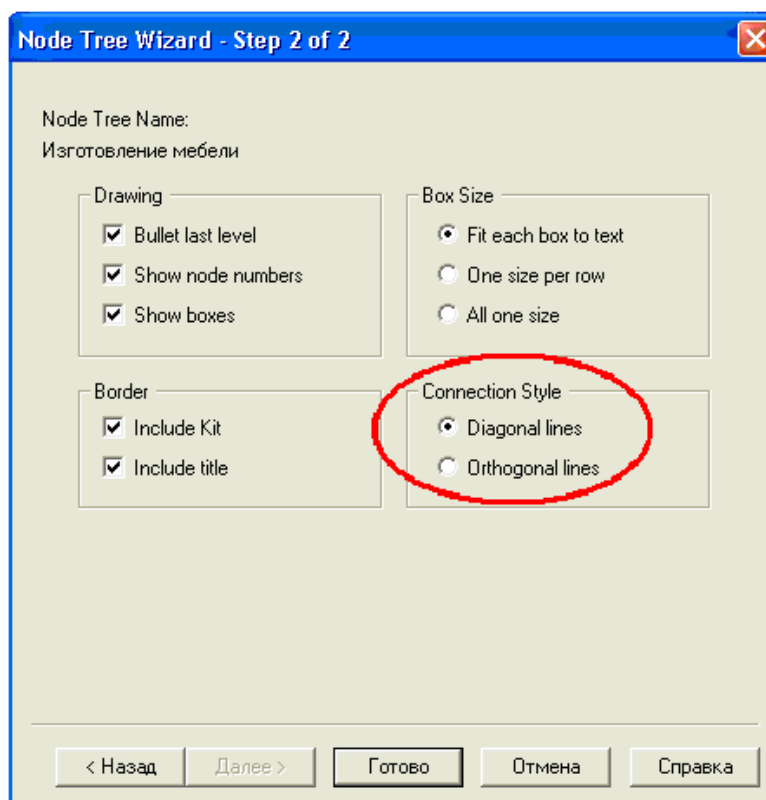 Node Tree Wizard - Step 2 of 2
Node Tree Name:
Изготовление мебели
Drawing
Bullet last level
Show node numbers
Show boxes
Box Size
Fit each box to text
One size per row
All one size
Border
Include Kit
Include title
Connection Style
Diagonal lines
Orthogonal lines
< Назад
Далее >
Готово
Отмена
Справка